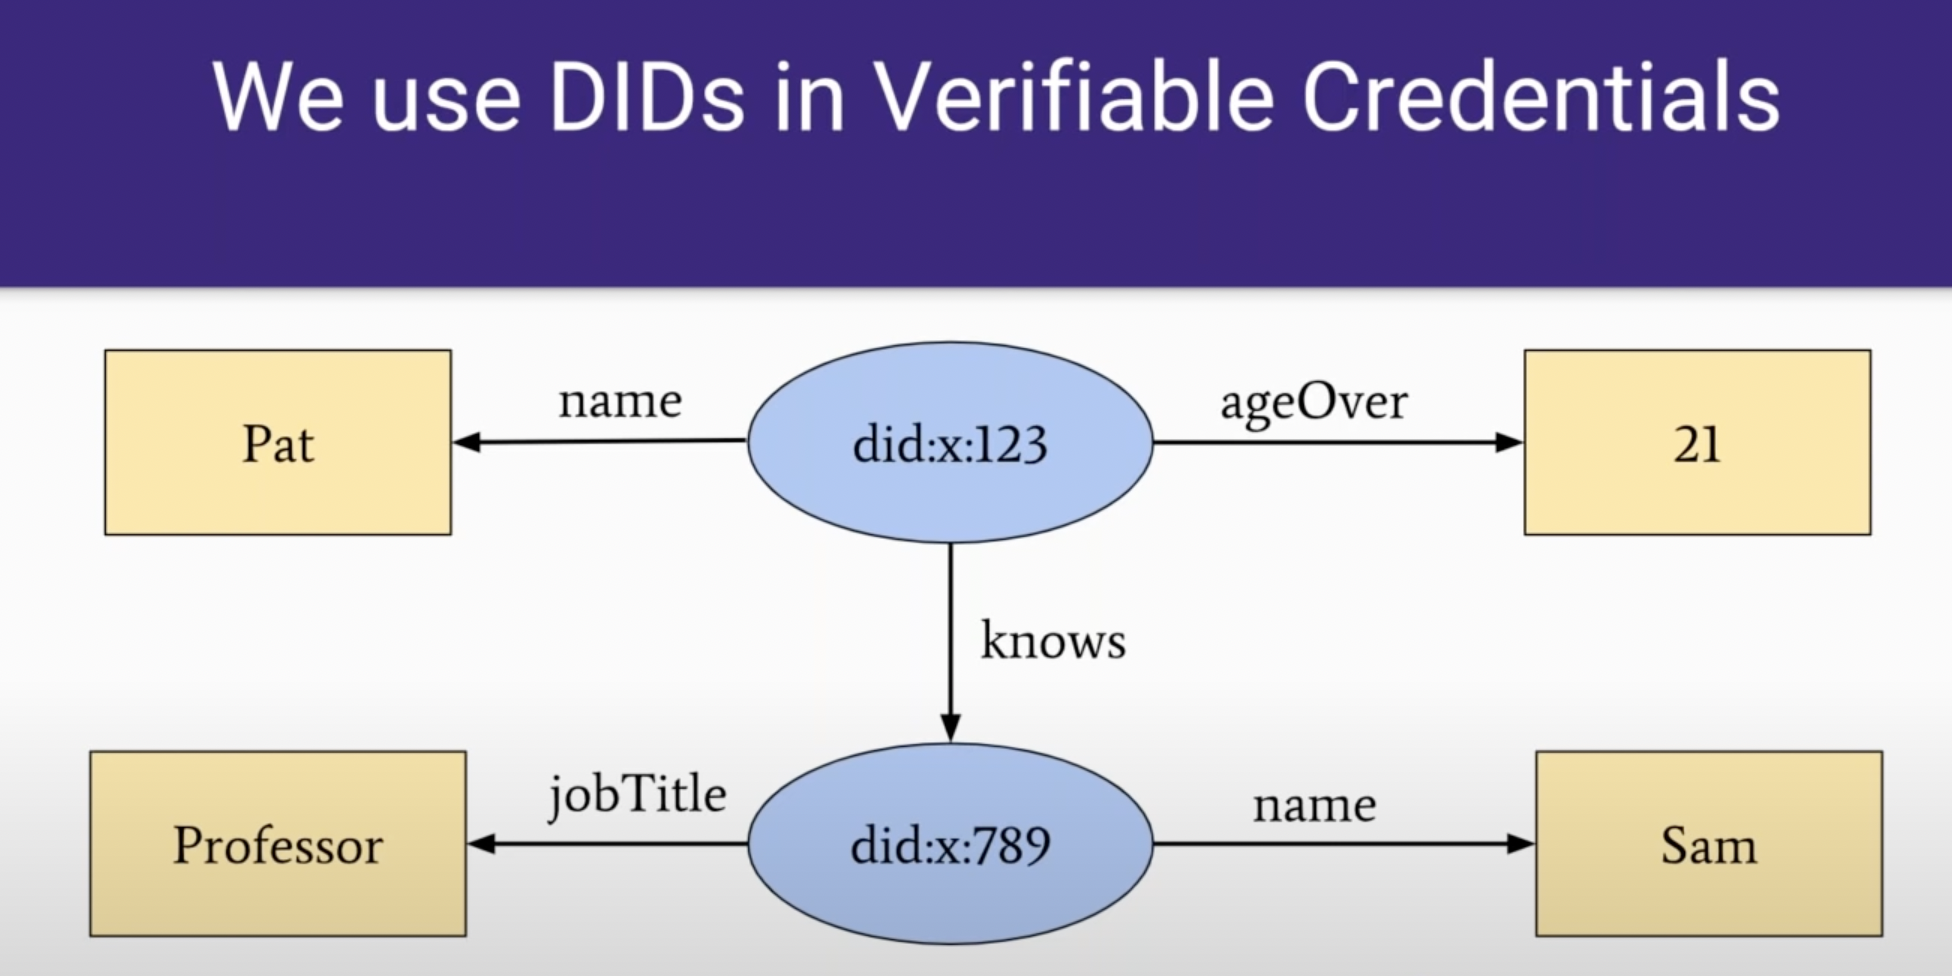 We use DIDs in Verifiable Credentials
Pat
name
did:x:123
ageOver
21
knows
Professor
jobTitle
did:x:789
name
Sam